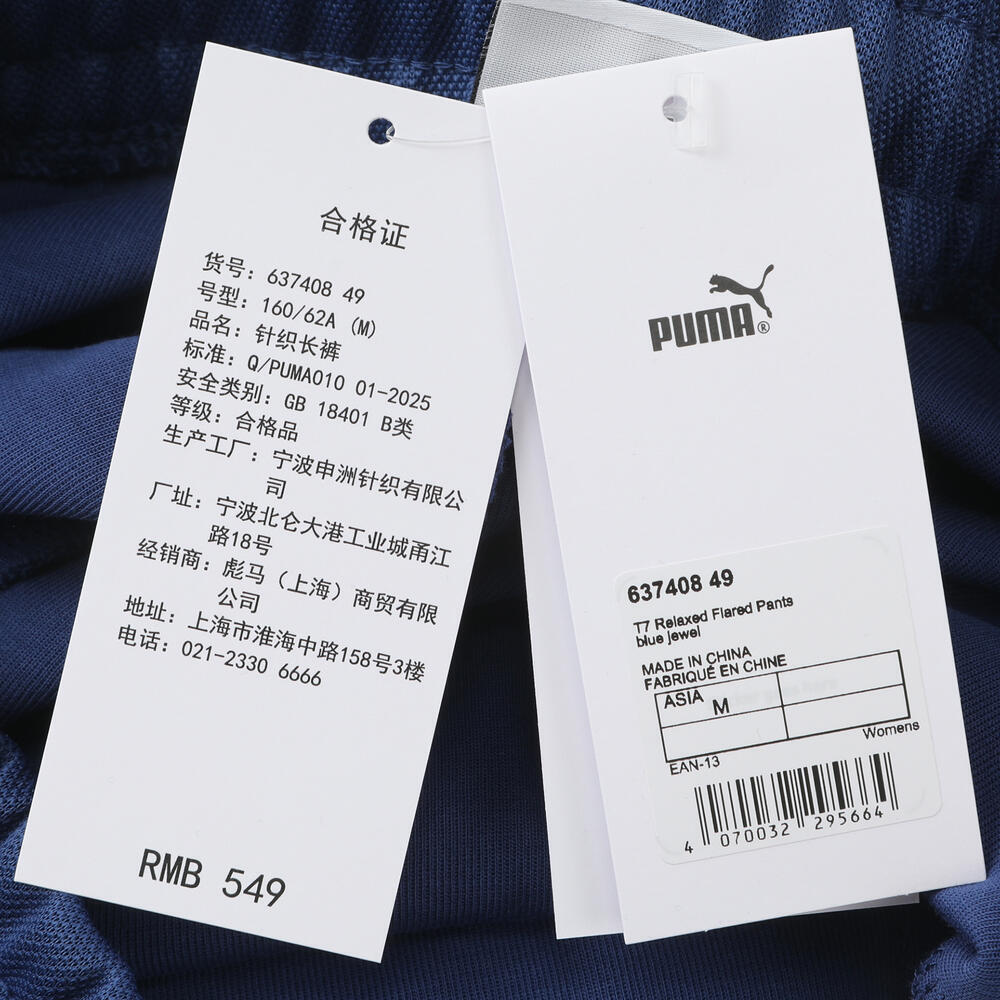 合格证
货号: 637408 49
号型: 160/62A (M)
品名: 针织长裤
标准: Q/PUMA010 01-2025
安全类别: GB 18401 B类
等级: 合格品
生产工厂: 宁波申洲针织有限公
司
厂址: 宁波北仑大港工业城甬江
路18号
经销商: 彪马（上海）商贸有限
公司
地址: 上海市淮海中路158号3楼
电话: 021-2330 6666
RMB 549
PUMA®
637408 49
T7 Relaxed Flared Pants
blue jewel
MADE IN CHINA
FABRIQUÉ EN CHINE
ASIA M
Womens
EAN-13
4 070032 295664